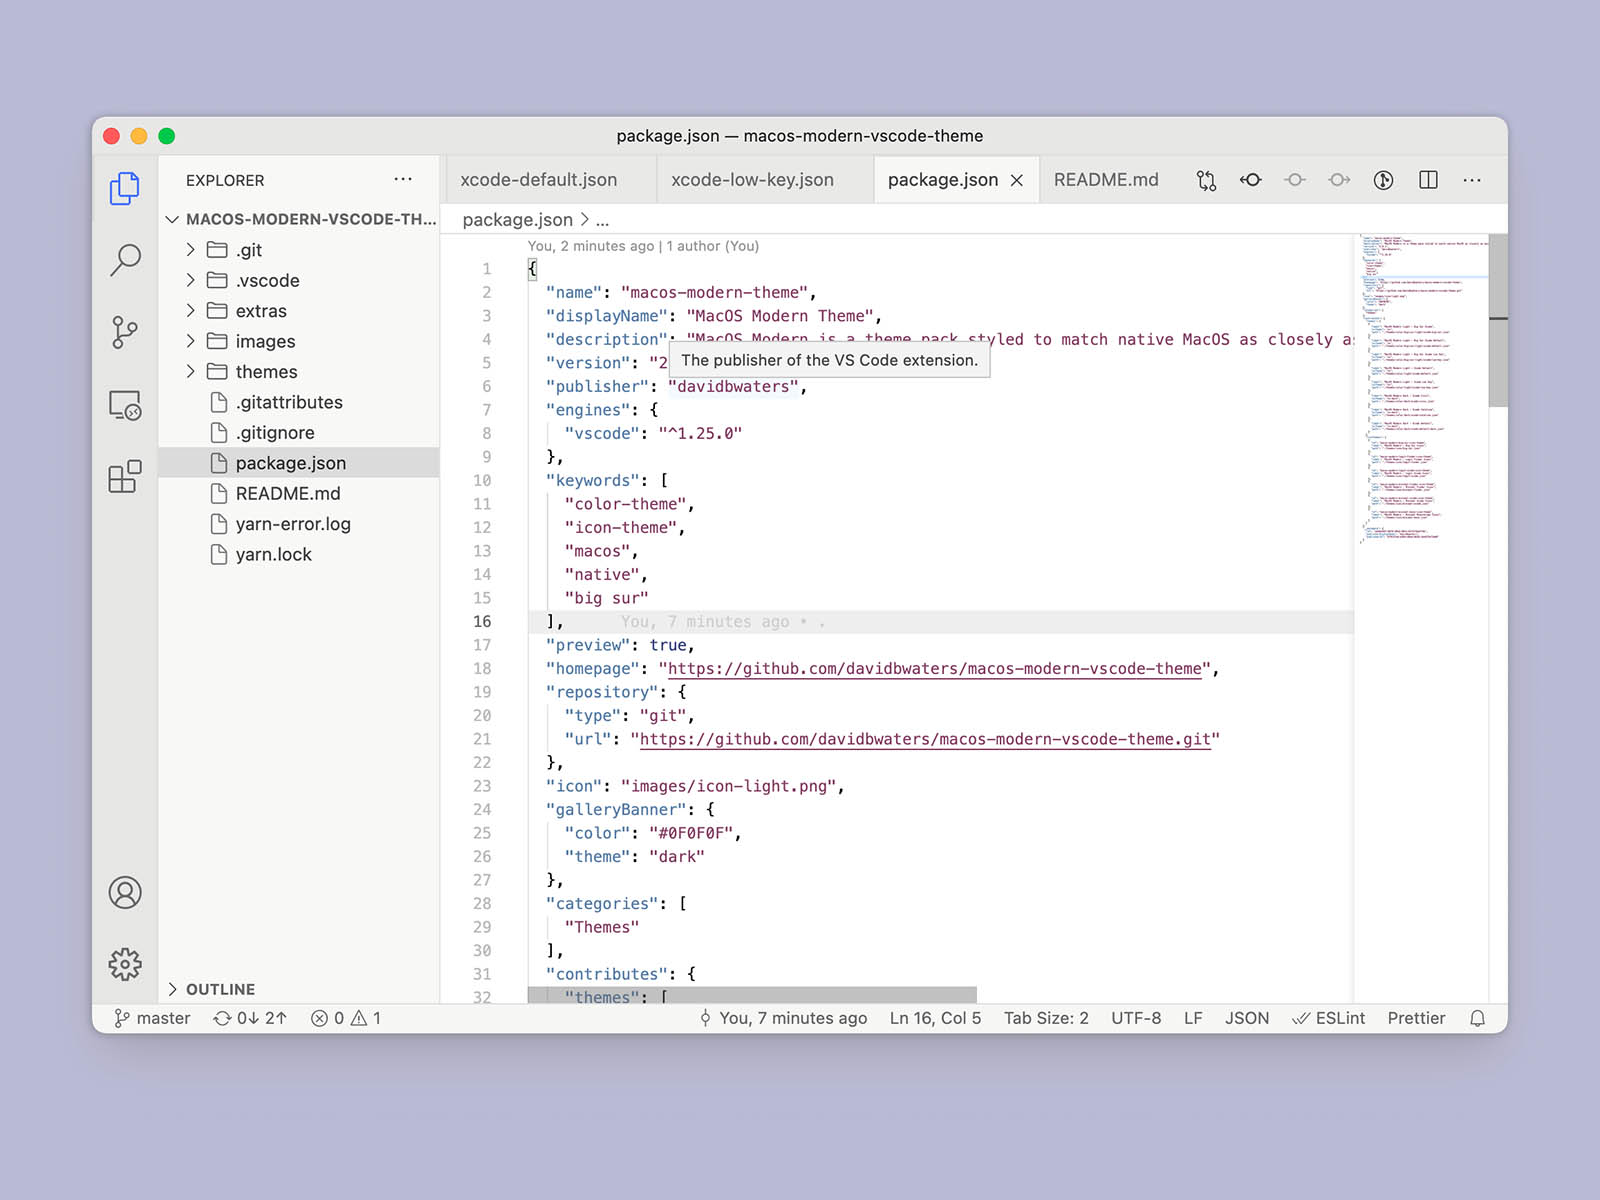 package.json — macos-modern-vscode-theme
EXPLORER
xcode-default.json
xcode-low-key.json
package.json
README.md
MACOS-MODERN-VSCODE-TH...
.git
.vscode
extras
images
themes
.gitattributes
.gitignore
package.json
README.md
yarn-error.log
yarn.lock
OUTLINE
package.json > ...
You, 2 minutes ago | 1 author (You)
1 {
2 "name": "macos-modern-theme",
3 "displayName": "MacOS Modern Theme",
4 "description": "MacOS Modern is a theme pack styled to match native MacOS as closely as
The publisher of the VS Code extension.
5 "version": "2
6 "publisher": "davidbwaters",
7 "engines": {
8 "vscode": "^1.25.0"
9 },
10 "keywords": [
11 "color-theme",
12 "icon-theme",
13 "macos",
14 "native",
15 "big sur"
16 ], You, 7 minutes ago • .
17 "preview": true,
18 "homepage": "https://github.com/davidbwaters/macos-modern-vscode-theme",
19 "repository": {
20 "type": "git",
21 "url": "https://github.com/davidbwaters/macos-modern-vscode-theme.git"
22 },
23 "icon": "images/icon-light.png",
24 "galleryBanner": {
25 "color": "#0F0F0F",
26 "theme": "dark"
27 },
28 "categories": [
29 "Themes"
30 ],
31 "contributes": {
32 "themes": [
master 0↓ 2↑ 0 1 You, 7 minutes ago Ln 16, Col 5 Tab Size: 2 UTF-8 LF JSON ESLint Prettier